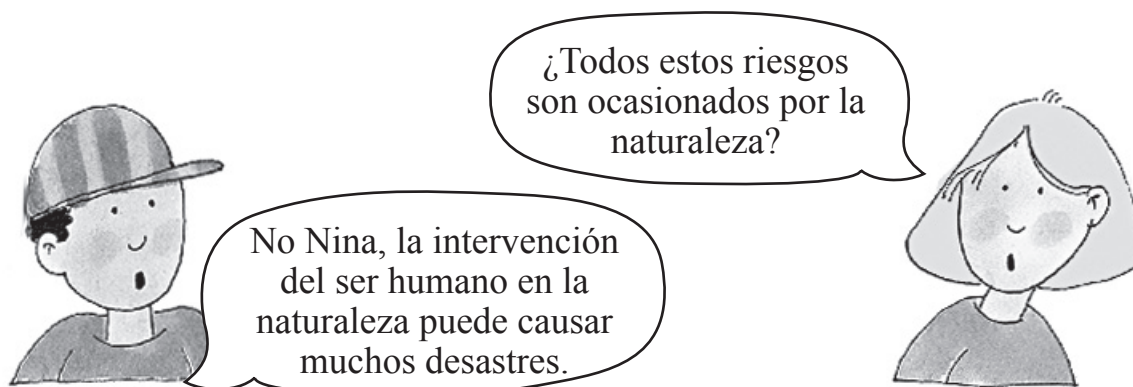 ¿Todos estos riesgos
son ocasionados por la
naturaleza?
No Nina, la intervención
del ser humano en la
naturaleza puede causar
muchos desastres.